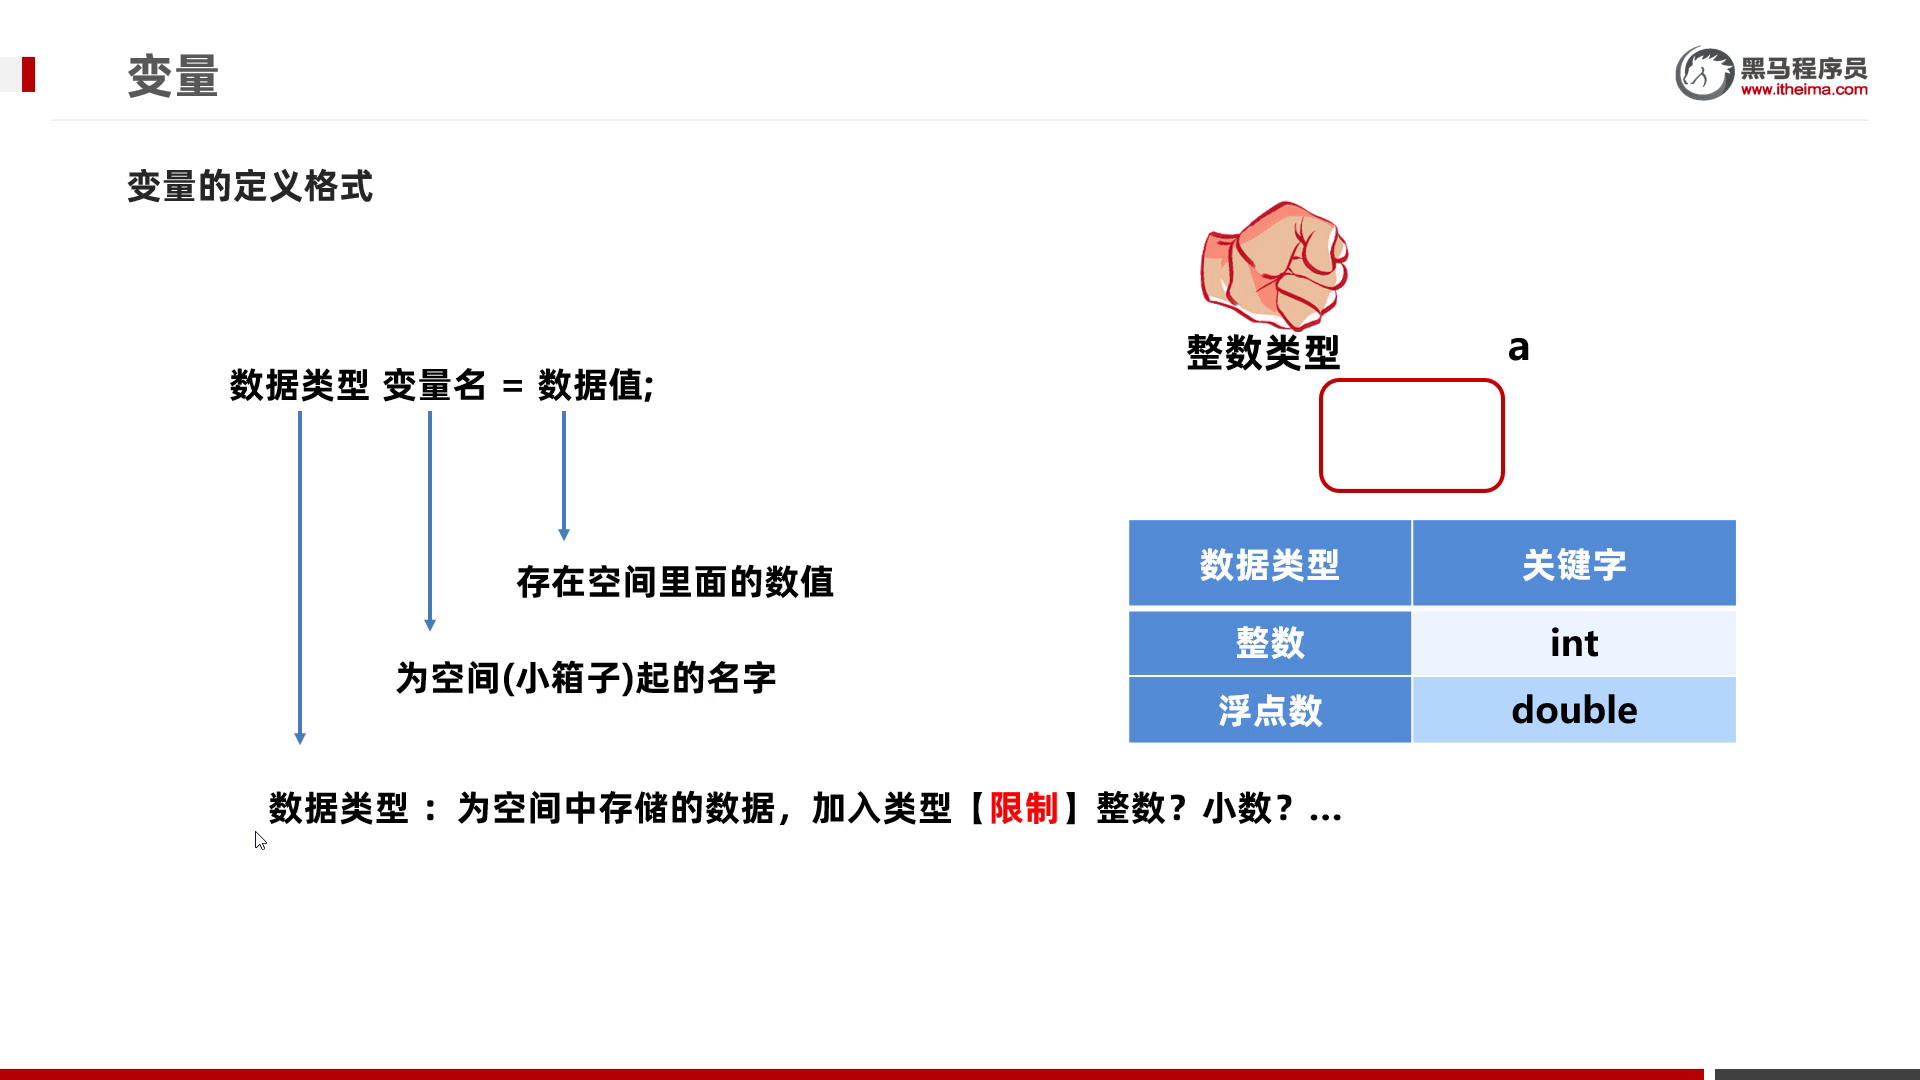 变量
黑马程序员
www.itheima.com
变量的定义格式
数据类型 变量名 = 数据值;
存在空间里面的数值
为空间(小箱子)起的名字
数据类型 ：为空间中存储的数据，加入类型【限制】整数？小数？...
整数类型
a
数据类型 关键字
整数 int
浮点数 double